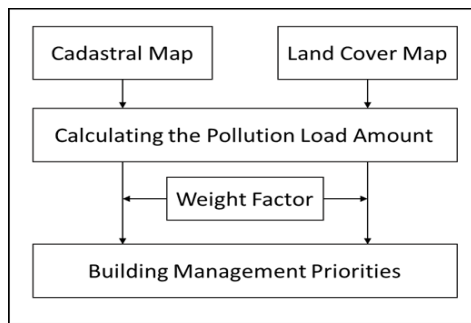 Cadastral Map
Land Cover Map
Calculating the Pollution Load Amount
Weight Factor
Building Management Priorities